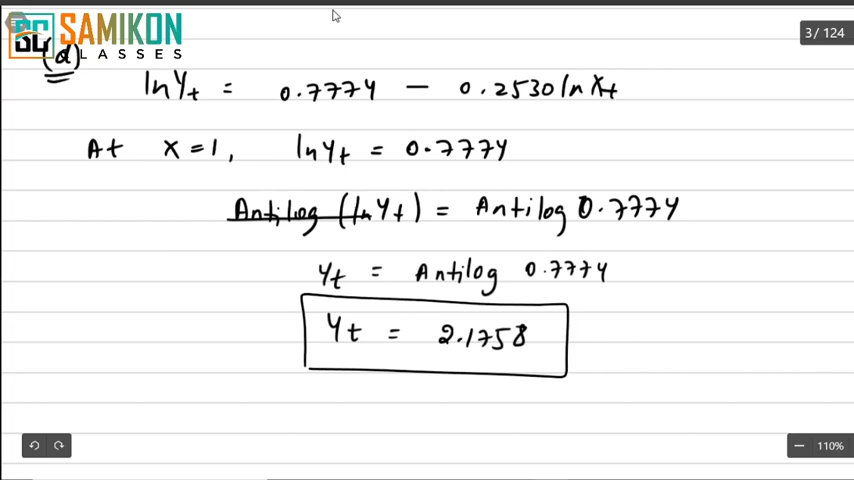 SAMIKON
CLASSES
3 / 124
(d)
lnYt = 0.7774 - 0.2530 ln Xt
At X = 1, lnYt = 0.7774
Antilog (lnYt) = Antilog 0.7774
Yt = Antilog 0.7774
Yt = 2.1758
110%